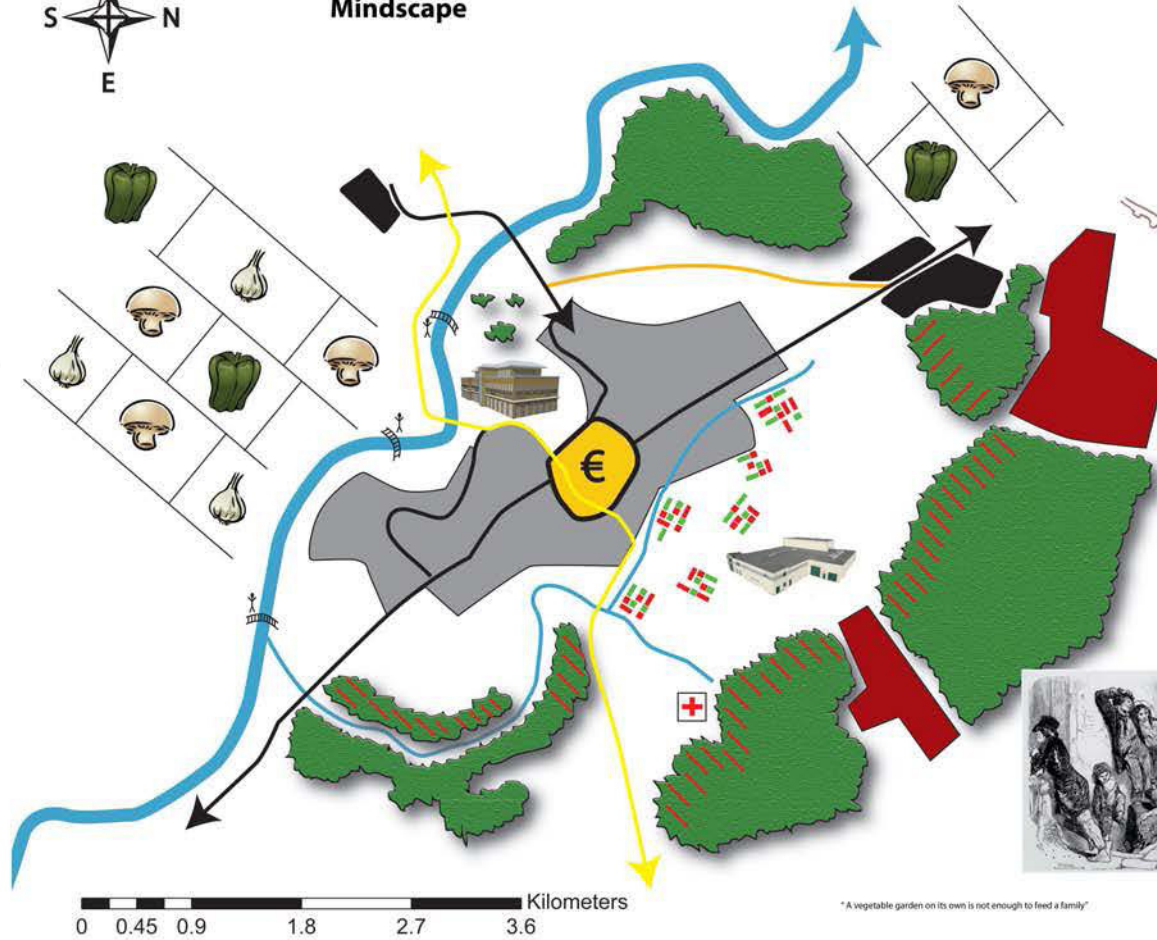 Mindscape
S N
E
€
Kilometers
0 0.45 0.9 1.8 2.7 3.6
" A vegetable garden on its own is not enough to feed a family"